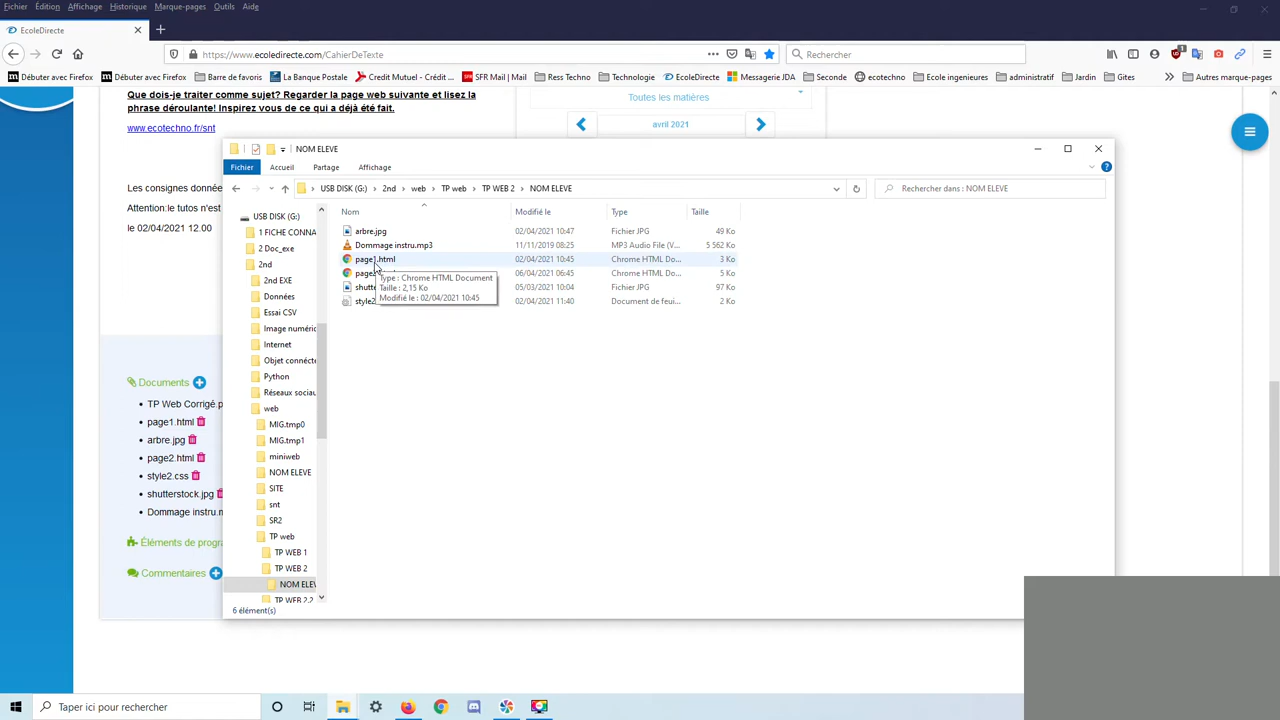 Fichier Édition Affichage Historique Marque-pages Outils Aide
EcoleDirecte
https://www.ecoledirecte.com/CahierDeTexte
Rechercher
Débuter avec Firefox Débuter avec Firefox Barre de favoris La Banque Postale Credit Mutuel - Crédit ... SFR Mail | Mail Ress Techno Technologie EcoleDirecte Messagerie JDA Seconde ecotechno Ecole ingenieures administratif Jardin Gites Autres marque-pages
Que dois-je traiter comme sujet? Regarder la page web suivante et lisez la
phrase déroulante! Inspirez vous de ce qui a déjà été fait.
www.ecotechno.fr/snt
Toutes les matières
avril 2021
Les consignes donnée
Attention:le tutos n'est
le 02/04/2021 12.00
Documents
TP Web Corrigé.p
page1.html
arbre.jpg
page2.html
style2.css
shutterstock.jpg
Dommage instru.m
Éléments de progr
Commentaires
NOM ELEVE
Fichier Accueil Partage Affichage
USB DISK (G:) > 2nd > web > TP web > TP WEB 2 > NOM ELEVE
Rechercher dans : NOM ELEVE
USB DISK (G:)
1 FICHE CONNA
2 Doc_exe
2nd
2nd EXE
Données
Essai CSV
Image numéric
Internet
Objet connécte
Python
Réseaux sociau
web
MIG.tmp0
MIG.tmp1
miniweb
NOM ELEVE
SITE
snt
SR2
TP web
TP WEB 1
TP WEB 2
NOM ELEV
TP WEB 2.2
Nom Modifié le Type Taille
arbre.jpg 02/04/2021 10:47 Fichier JPG 49 Ko
Dommage instru.mp3 11/11/2019 08:25 MP3 Audio File (V... 5 562 Ko
page1.html 02/04/2021 10:45 Chrome HTML Do... 3 Ko
page2 06/04/2021 06:45 Chrome HTML Do... 5 Ko
shutte 05/03/2021 10:04 Fichier JPG 97 Ko
style2 02/04/2021 11:40 Document de feui... 2 Ko
Type : Chrome HTML Document
Taille : 2,15 Ko
Modifié le : 02/04/2021 10:45
6 élément(s)
Taper ici pour rechercher